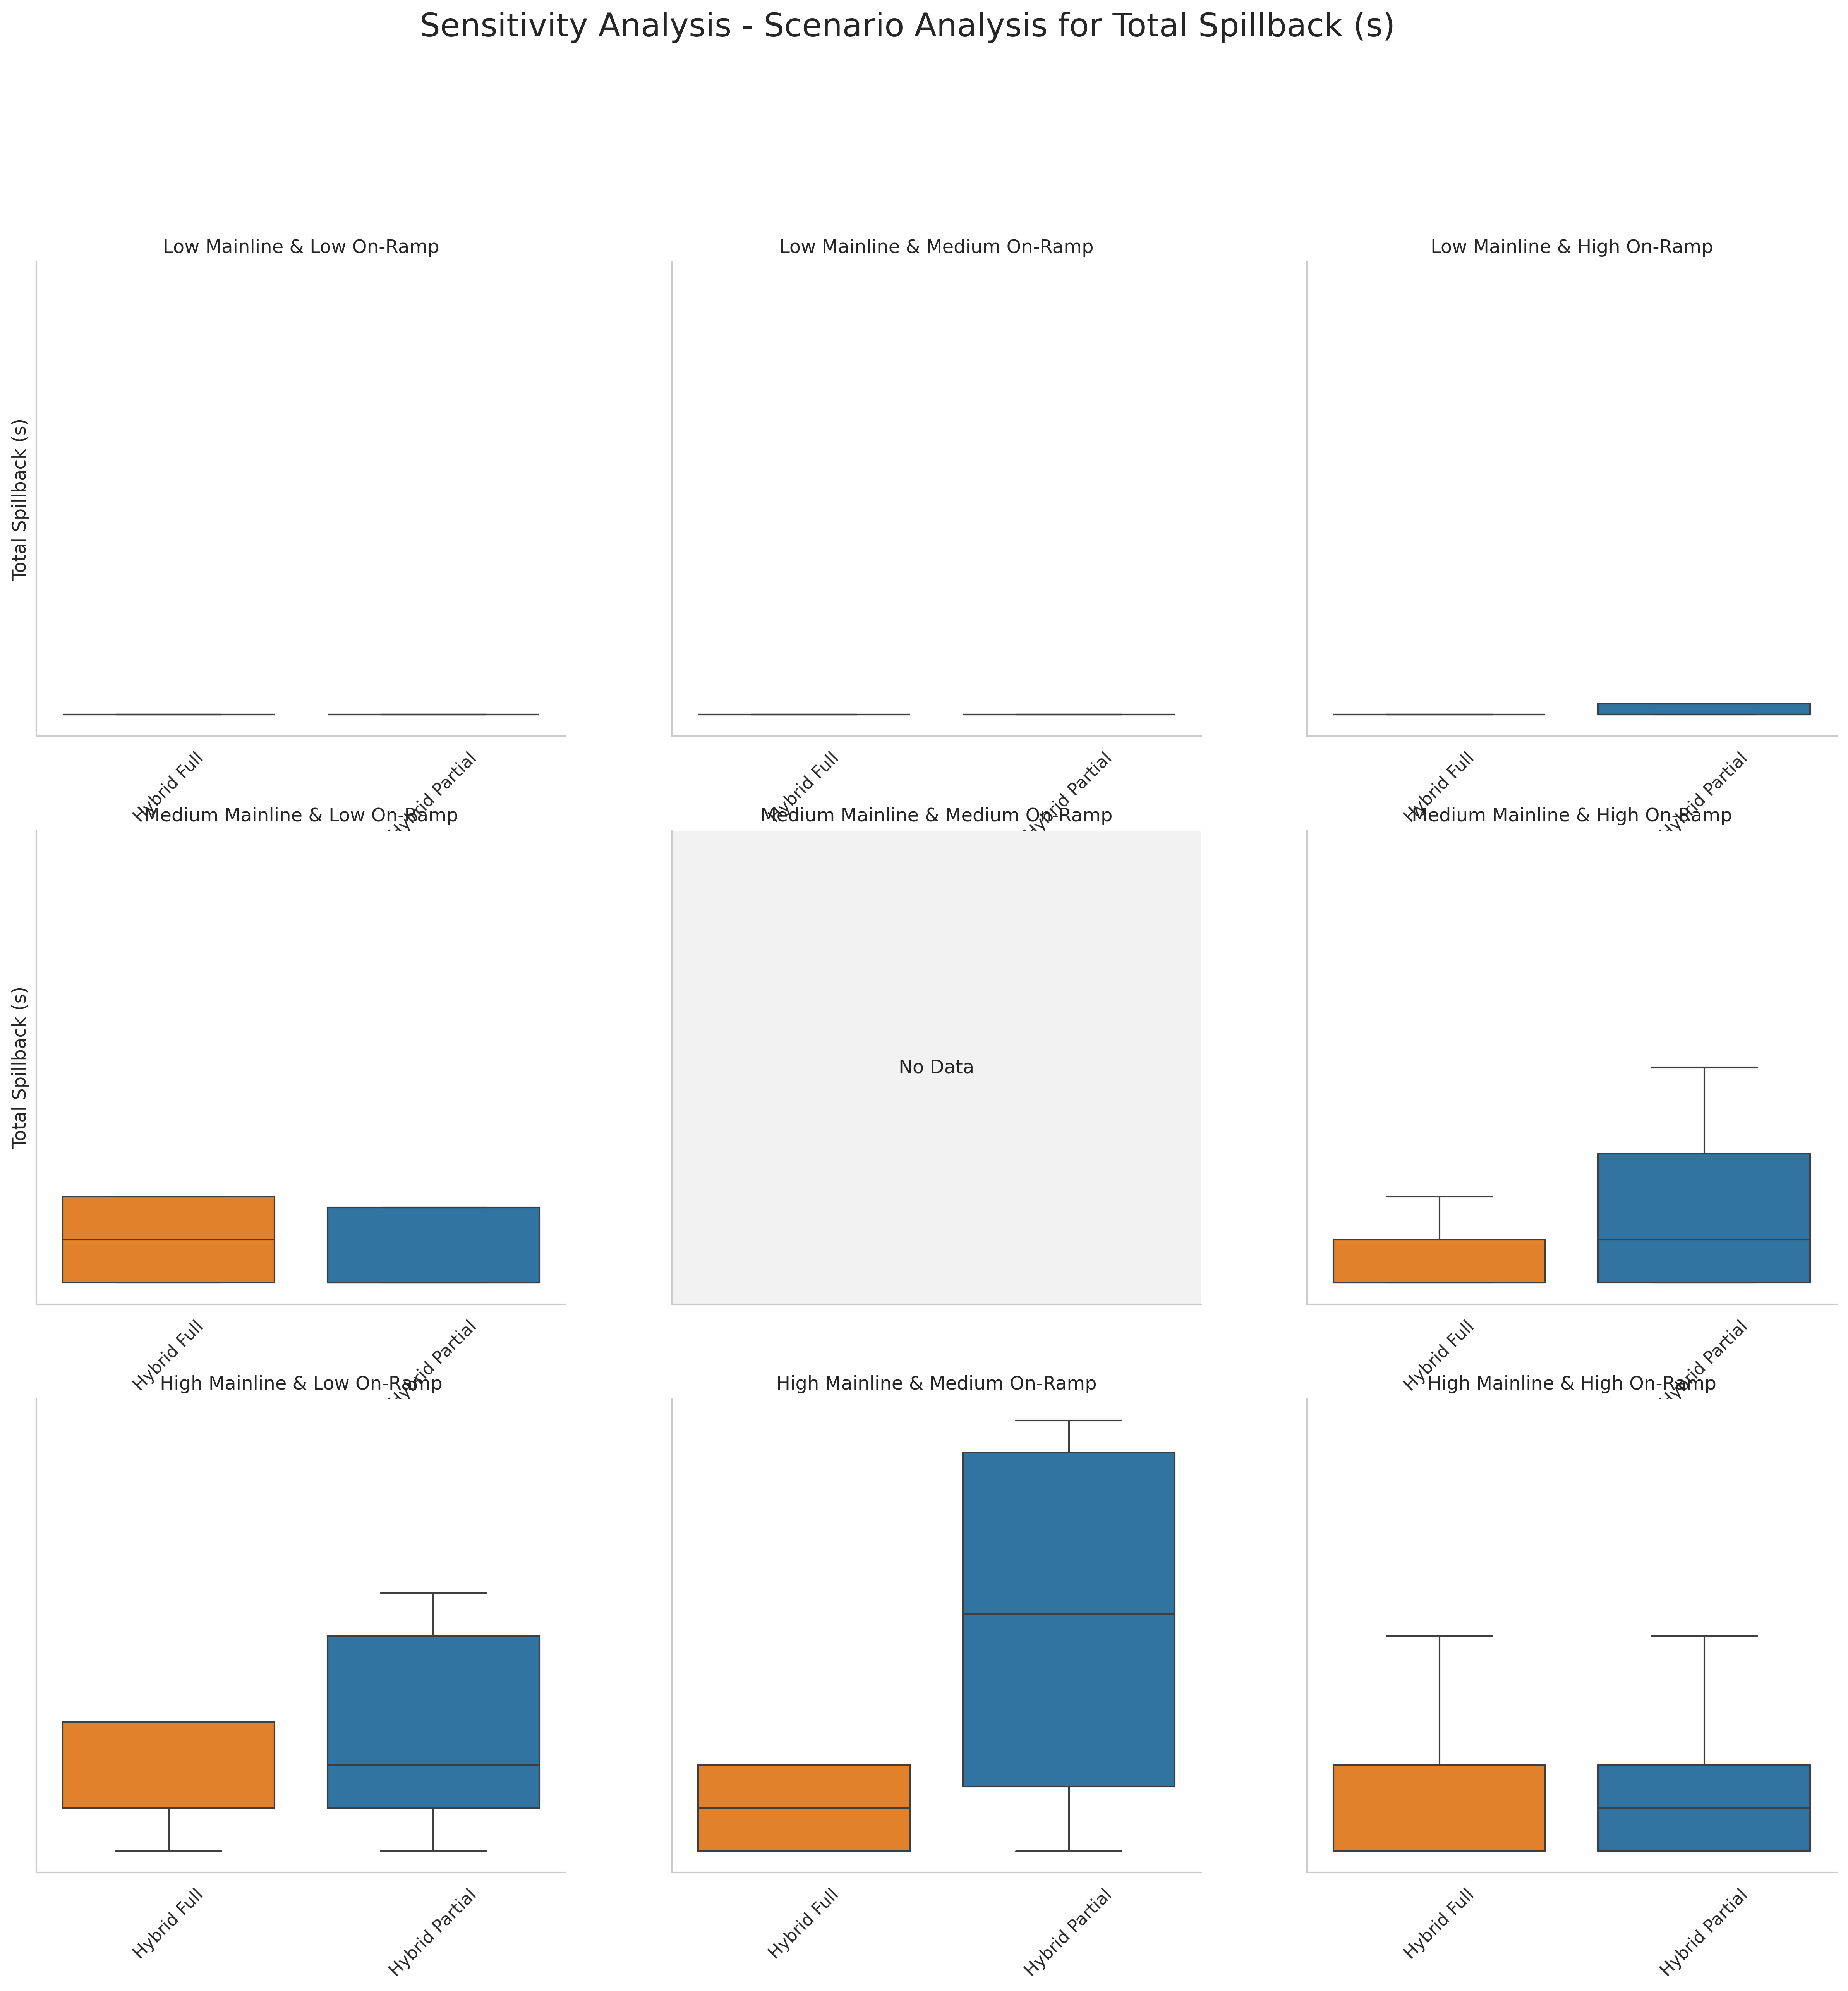 Sensitivity Analysis - Scenario Analysis for Total Spillback (s)
Low Mainline & Low On-Ramp
Low Mainline & Medium On-Ramp
Low Mainline & High On-Ramp
Total Spillback (s)
Hybrid Full
Hybrid Partial
Hybrid Full
Hybrid Partial
Hybrid Full
Hybrid Partial
Medium Mainline & Low On-Ramp
Medium Mainline & Medium On-Ramp
Medium Mainline & High On-Ramp
Total Spillback (s)
No Data
Hybrid Full
Hybrid Partial
Hybrid Full
Hybrid Partial
High Mainline & Low On-Ramp
High Mainline & Medium On-Ramp
High Mainline & High On-Ramp
Hybrid Full
Hybrid Partial
Hybrid Full
Hybrid Partial
Hybrid Full
Hybrid Partial